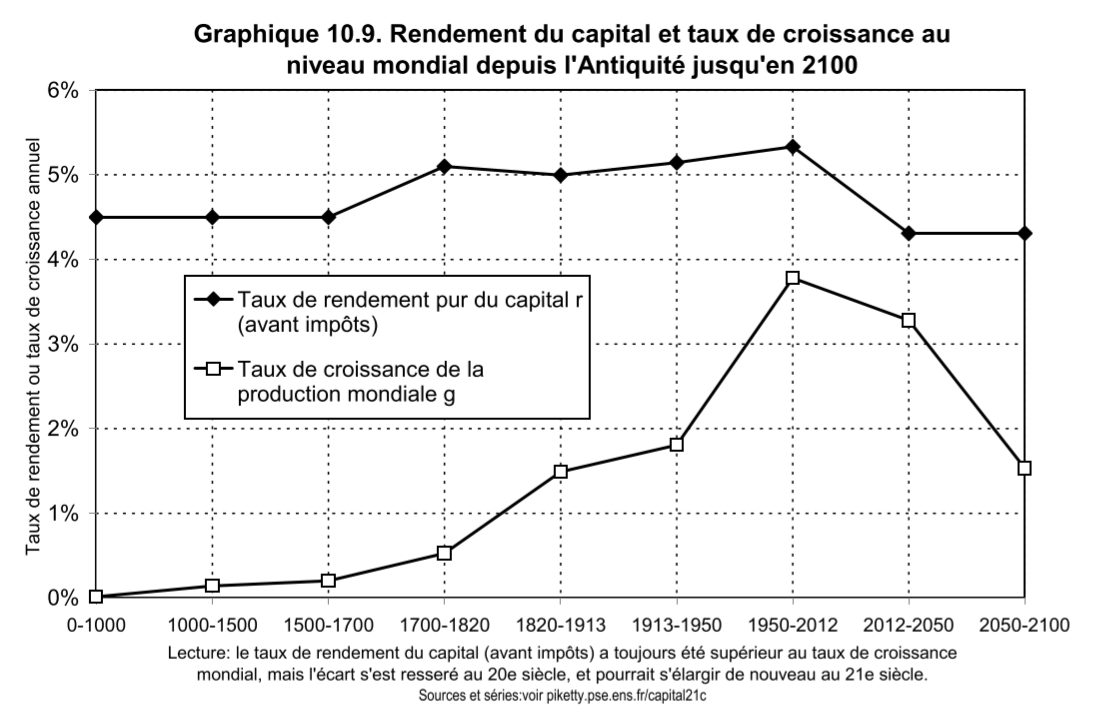 Graphique 10.9. Rendement du capital et taux de croissance au
niveau mondial depuis l'Antiquité jusqu'en 2100
Taux de rendement ou taux de croissance annuel
6%
5%
4%
3%
2%
1%
0%
Taux de rendement pur du capital r
(avant impôts)
Taux de croissance de la
production mondiale g
0-1000
1000-1500
1500-1700
1700-1820
1820-1913
1913-1950
1950-2012
2012-2050
2050-2100
Lecture: le taux de rendement du capital (avant impôts) a toujours été supérieur au taux de croissance
mondial, mais l'écart s'est resseré au 20e siècle, et pourrait s'élargir de nouveau au 21e siècle.
Sources et séries:voir piketty.pse.ens.fr/capital21c